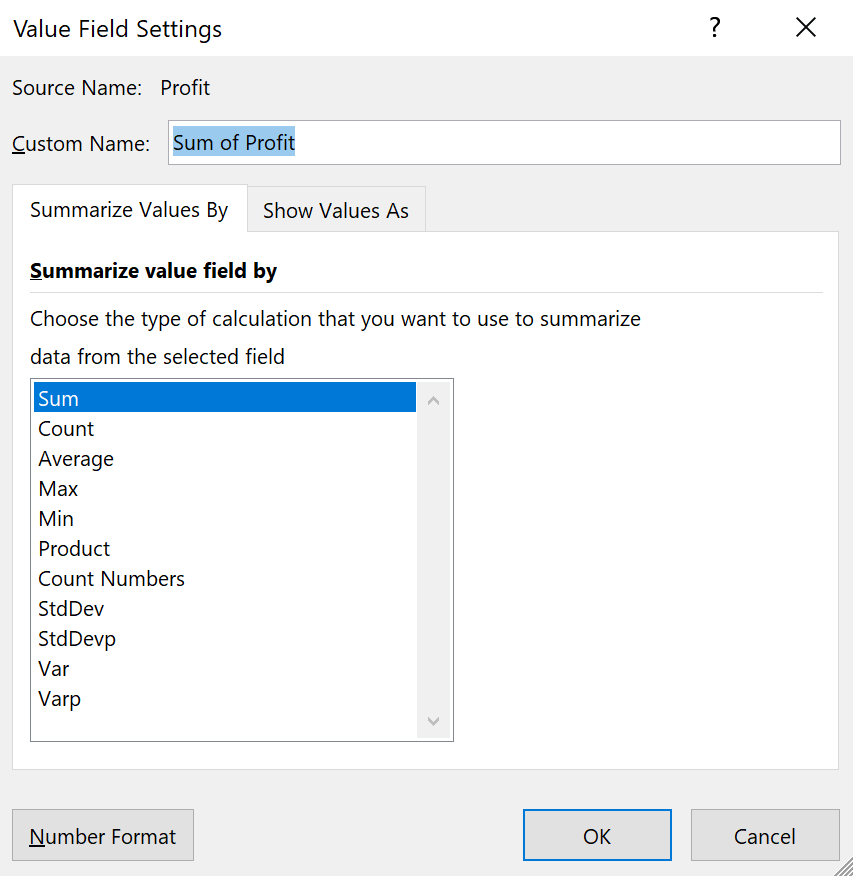 Value Field Settings ?
Source Name: Profit
Custom Name: Sum of Profit
Summarize Values By Show Values As
Summarize value field by
Choose the type of calculation that you want to use to summarize
data from the selected field
Sum
Count
Average
Max
Min
Product
Count Numbers
StdDev
StdDevp
Var
Varp
Number Format OK Cancel